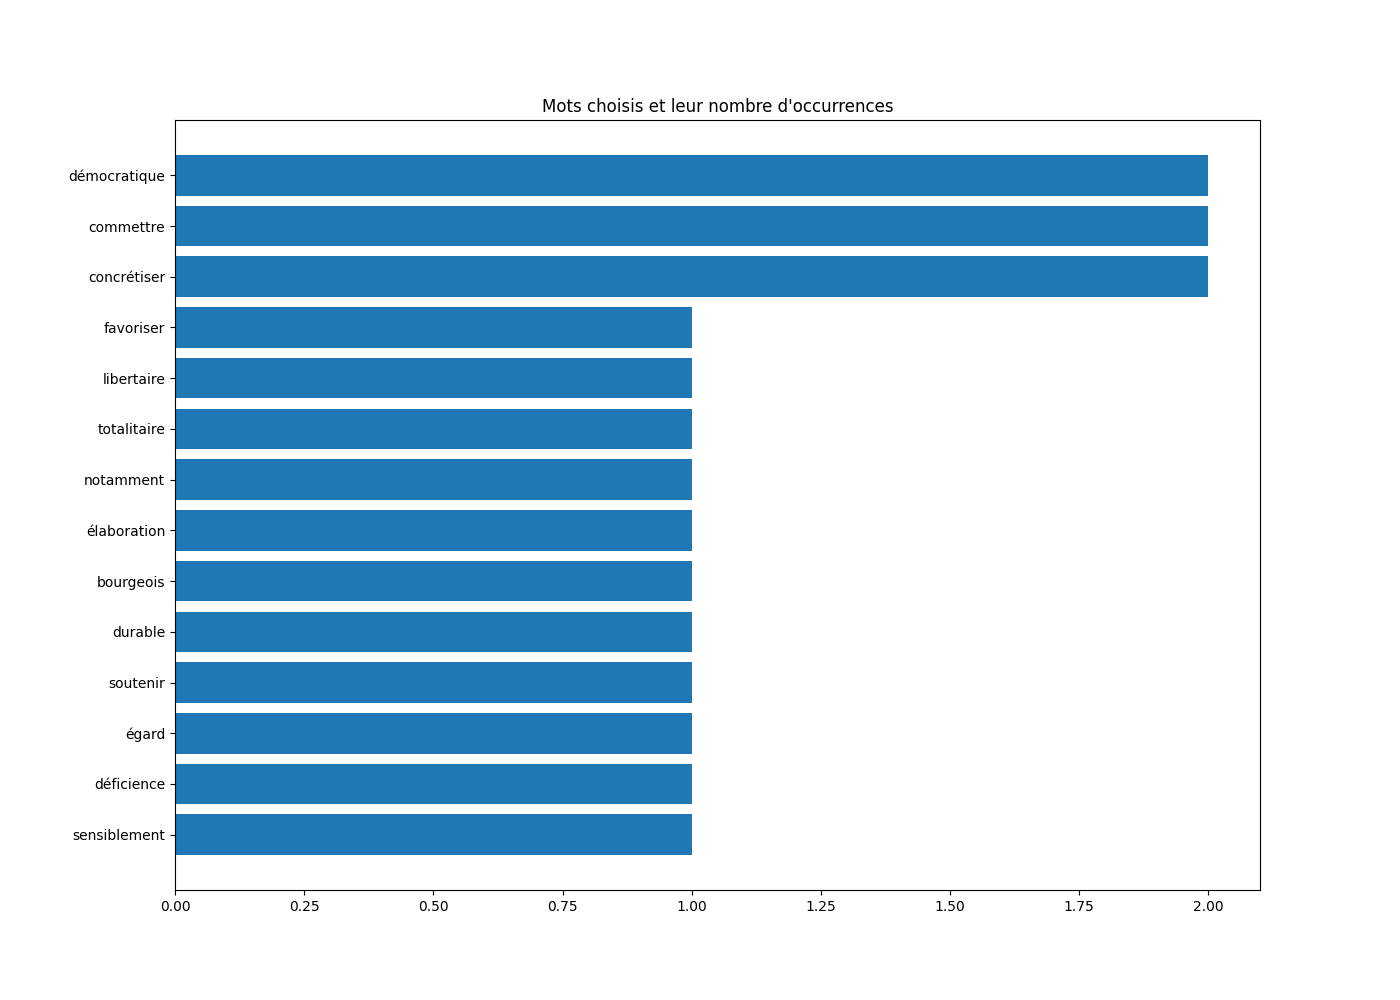 Mots choisis et leur nombre d'occurrences
démocratique
commettre
concrétiser
favoriser
libertaire
totalitaire
notamment
élaboration
bourgeois
durable
soutenir
égard
déficience
sensiblement
0.00 0.25 0.50 0.75 1.00 1.25 1.50 1.75 2.00